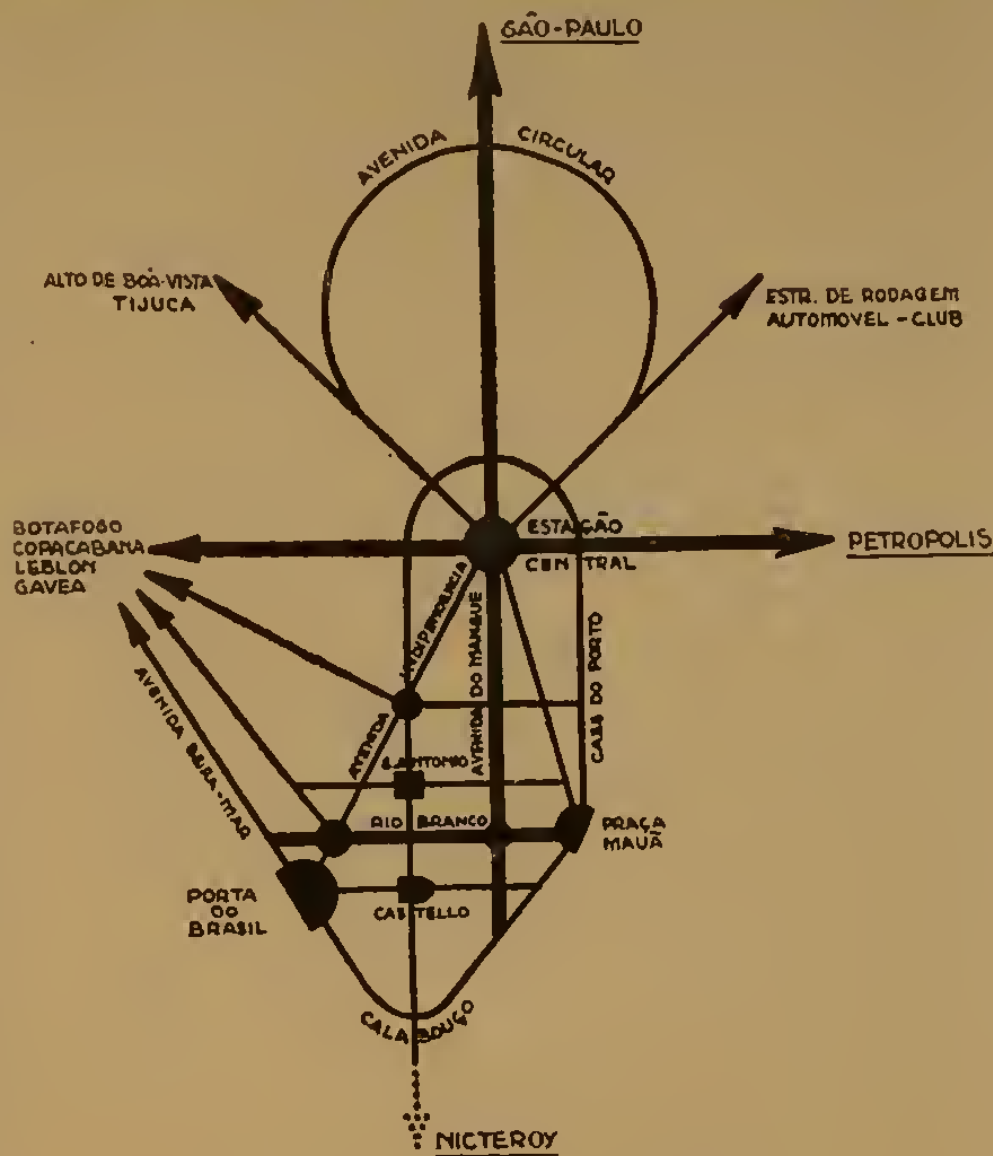 SÃO-PAULO
AVENIDA CIRCULAR
ALTO DE BOA-VISTA
TIJUCA
ESTR. DE RODAGEM
AUTOMOVEL - CLUB
BOTAFOGO
COPACABANA
LEBLON
GAVEA
ESTAÇÃO
CENTRAL
PETROPOLIS
AVENIDA INDIPENDENCIA
AVENIDA DO MANGUE
CAES DO PORTO
AVENIDA BEIRA-MAR
S. ANTONIO
RIO BRANCO
PRAÇA
MAUÃ
PORTA
DO
BRASIL
CASTELLO
CALABOUÇO
NICTEROY